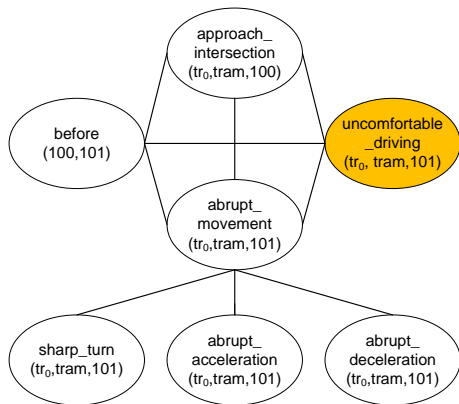 approach_
intersection
(tr₀,tram,100)
before
(100,101)
uncomfortable
_driving
(tr₀, tram,101)
abrupt_
movement
(tr₀,tram,101)
sharp_turn
(tr₀,tram,101)
abrupt_
acceleration
(tr₀,tram,101)
abrupt_
deceleration
(tr₀,tram,101)